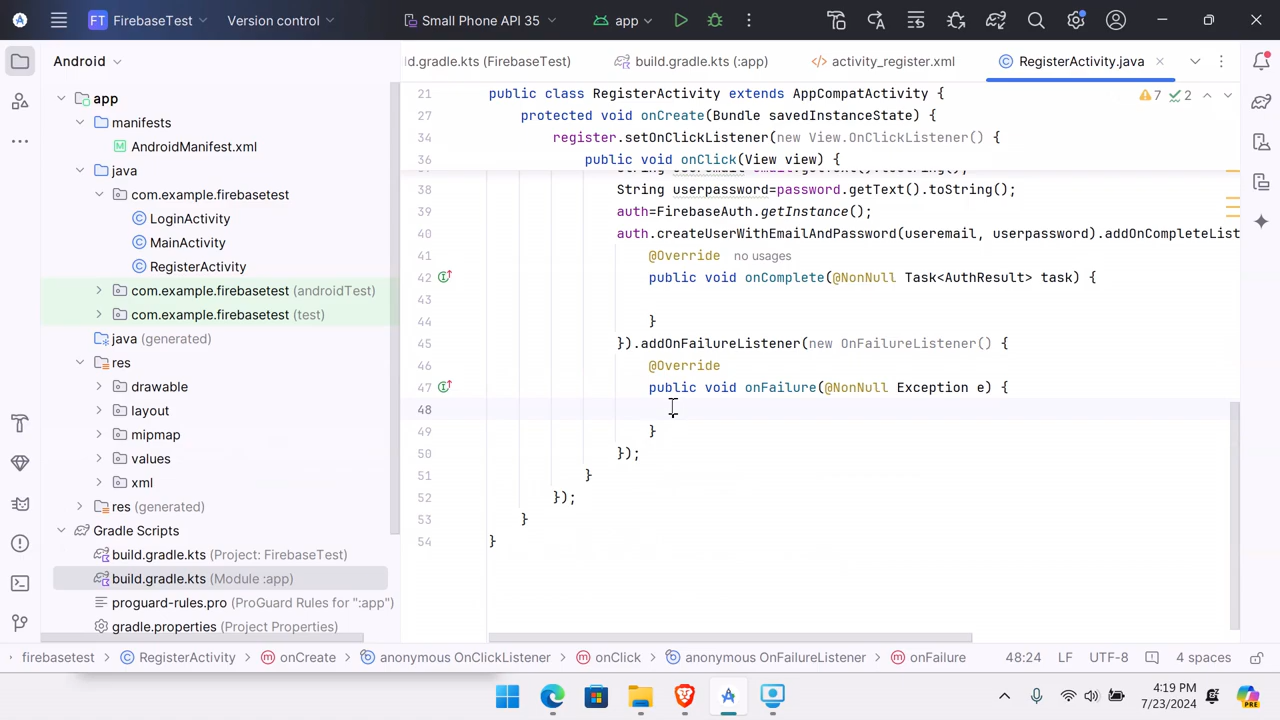 FT FirebaseTest Version control Small Phone API 35 app
Android
app
manifests
AndroidManifest.xml
java
com.example.firebasetest
LoginActivity
MainActivity
RegisterActivity
com.example.firebasetest (androidTest)
com.example.firebasetest (test)
java (generated)
res
drawable
layout
mipmap
values
xml
res (generated)
Gradle Scripts
build.gradle.kts (Project: FirebaseTest)
build.gradle.kts (Module :app)
proguard-rules.pro (ProGuard Rules for ":app")
gradle.properties (Project Properties)
ld.gradle.kts (FirebaseTest) build.gradle.kts (:app) activity_register.xml RegisterActivity.java
21 public class RegisterActivity extends AppCompatActivity { 7 2
27 protected void onCreate(Bundle savedInstanceState) {
34 register.setOnClickListener(new View.OnClickListener() {
36 public void onClick(View view) {
38 String userpassword=password.getText().toString();
39 auth=FirebaseAuth.getInstance();
40 auth.createUserWithEmailAndPassword(useremail, userpassword).addOnCompleteList
41 @Override no usages
42 public void onComplete(@NonNull Task<AuthResult> task) {
43
44 }
45 }).addOnFailureListener(new OnFailureListener() {
46 @Override
47 public void onFailure(@NonNull Exception e) {
48
49 }
50 });
51 }
52 });
53 }
54 }
firebasetest RegisterActivity onCreate anonymous OnClickListener onClick anonymous OnFailureListener onFailure 48:24 LF UTF-8 4 spaces
4:19 PM
7/23/2024
PRE